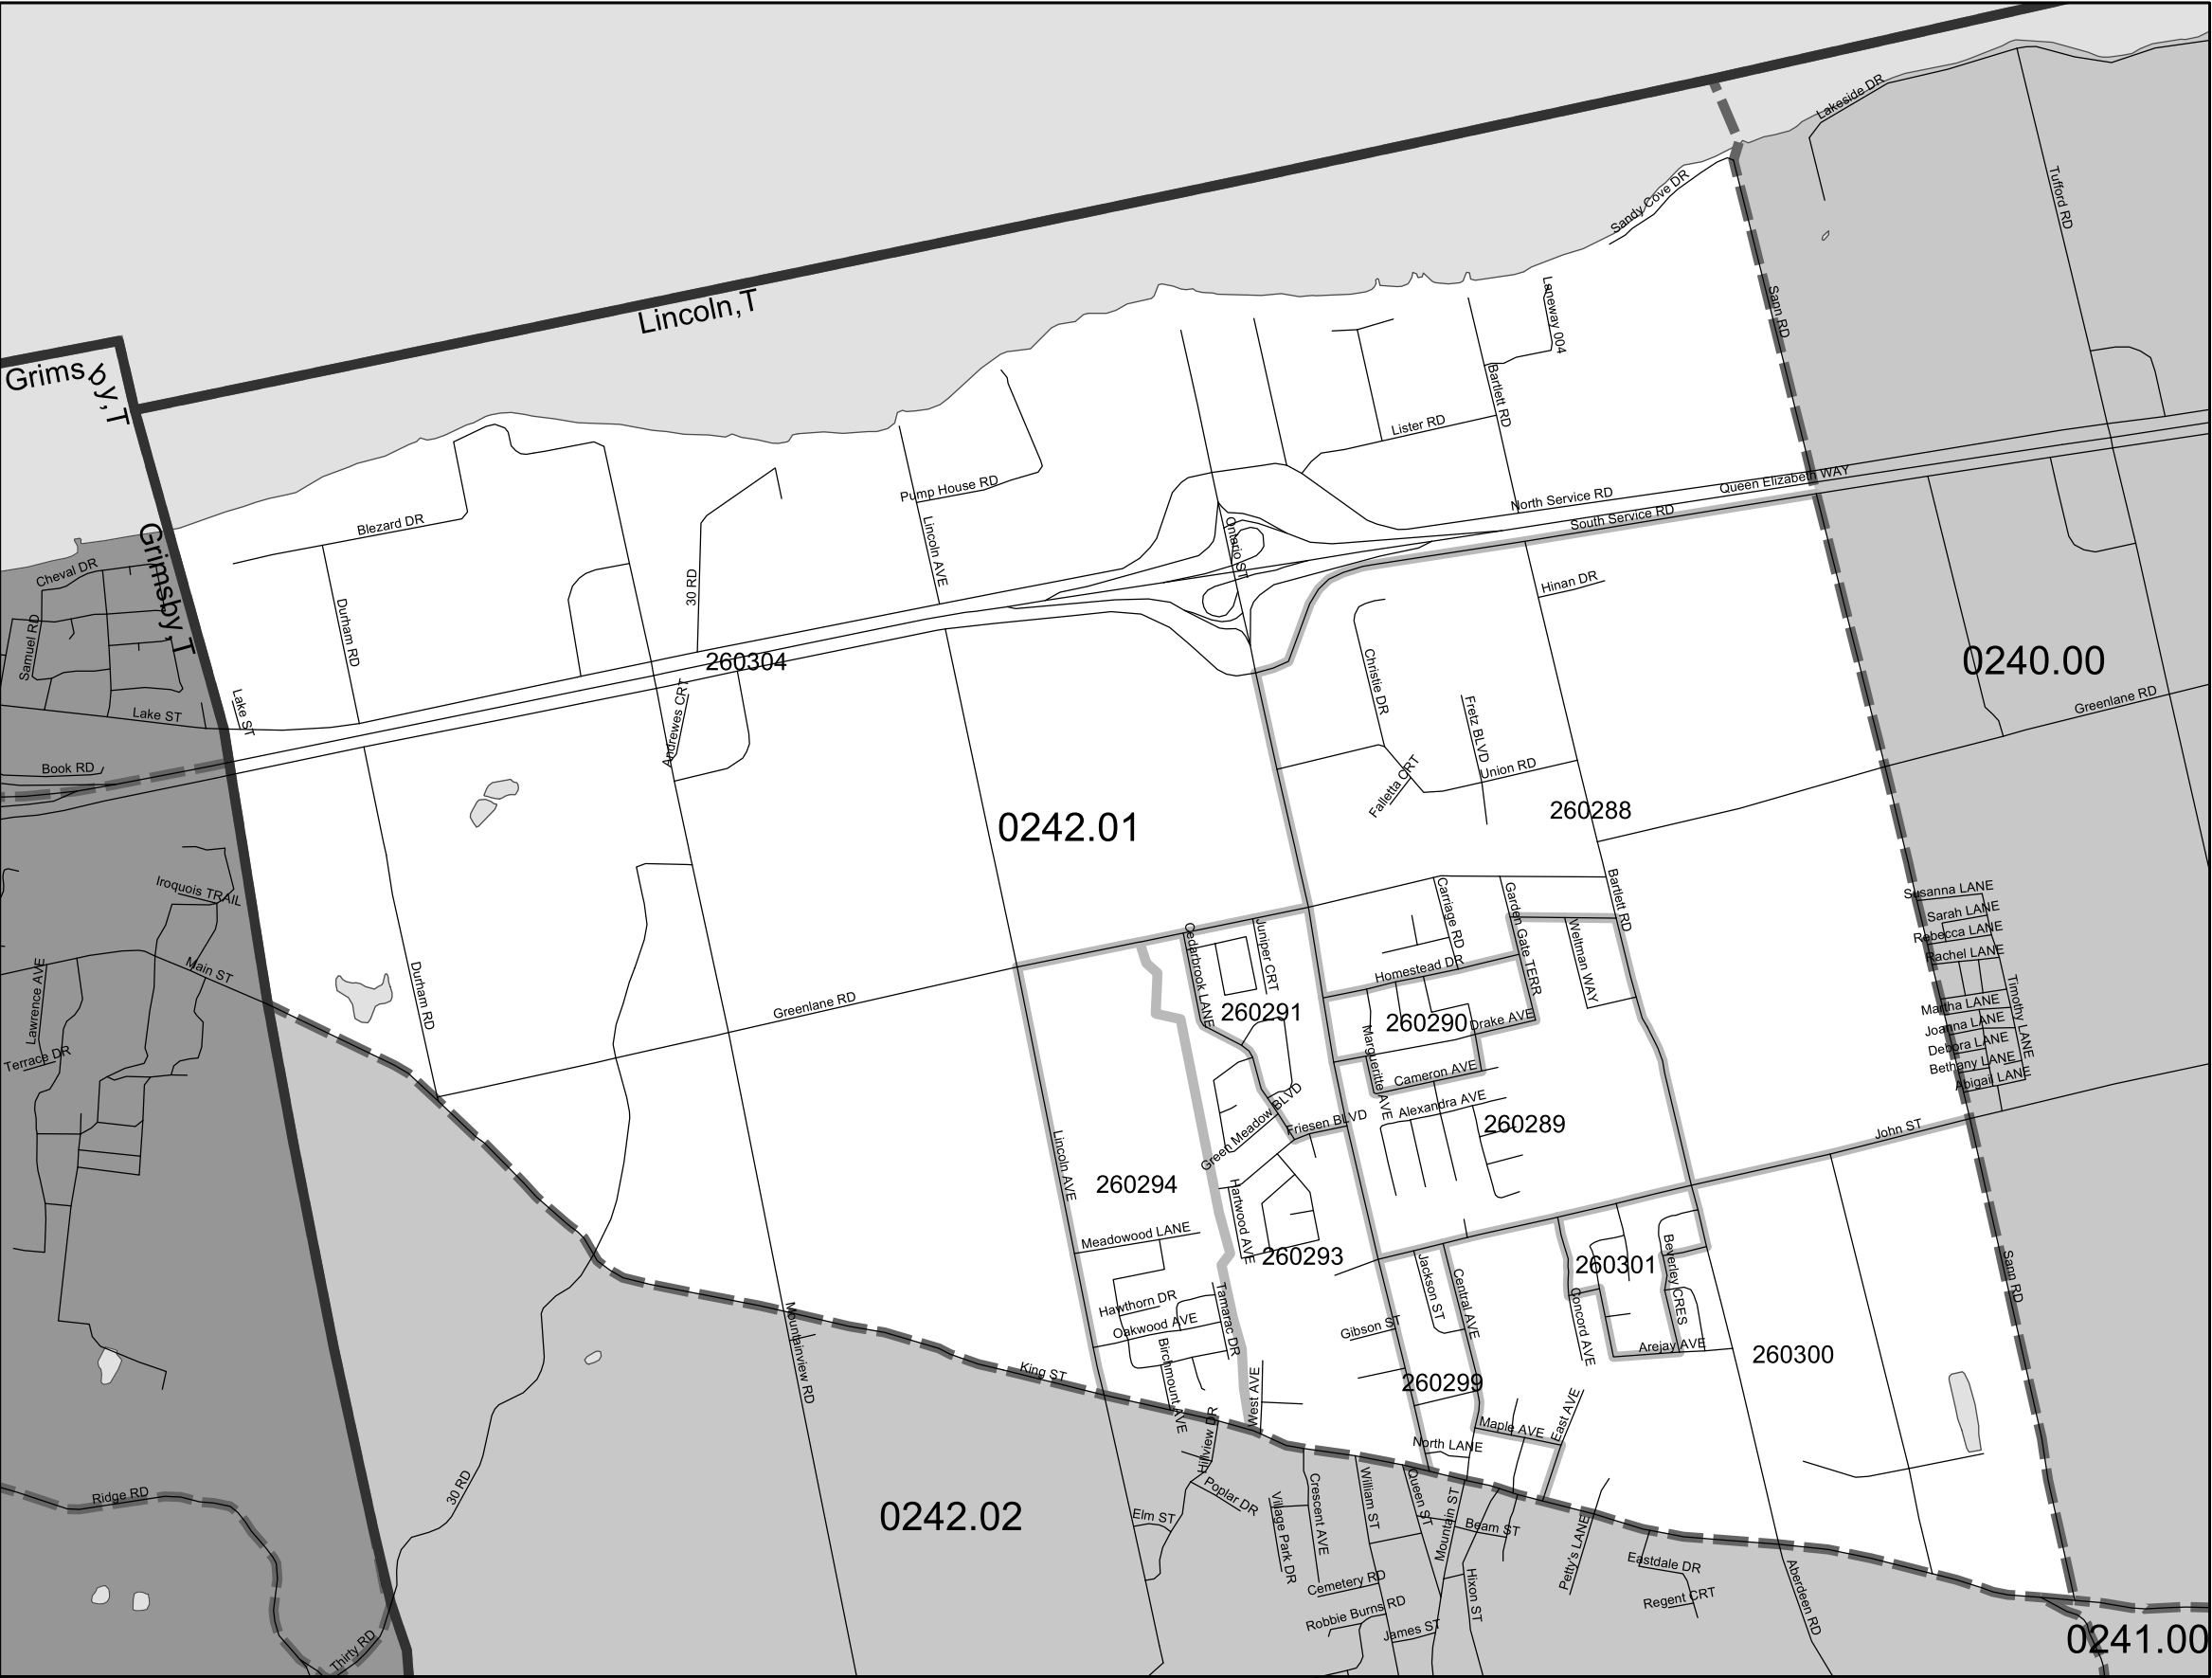 Lakeside DR
Tufford RD
Sandy Cove DR
Sann RD
Laneway 004
Lincoln,T
Grimsby,T
Grimsby,T
Bartlett RD
Lister RD
Pump House RD
Queen Elizabeth WAY
North Service RD
South Service RD
Blezard DR
Lincoln AVE
Ontario ST
Cheval DR
30 RD
Hinan DR
Samuel RD
Durham RD
260304
0240.00
Christie DR
Lake ST
Lake ST
Andrewes CRT
Fretz BLVD
Greenlane RD
Book RD
Union RD
Falletta CRT
0242.01
260288
Iroquois TRAIL
Carriage RD
Garden Gate TERR
Bartlett RD
Susanna LANE
Sarah LANE
Rebecca LANE
Rachel LANE
Cedarbrook LANE
Juniper CRT
Weltman WAY
Main ST
Lawrence AVE
Durham RD
Homestead DR
Greenlane RD
260291
260290
Drake AVE
Martha LANE
Joanna LANE
Timothy LANE
Debora LANE
Bethany LANE
Abigail LANE
Terrace DR
Margueritte AVE
Cameron AVE
Alexandra AVE
Green Meadow BLVD
Friesen BLVD
260289
John ST
Lincoln AVE
260294
Hartwood AVE
Meadowood LANE
260293
260301
Beverley CRES
Jackson ST
Central AVE
Concord AVE
Sann RD
Hawthorn DR
Tamarac DR
Mountainview RD
Oakwood AVE
Gibson ST
Birchmount AVE
Arejay AVE
260300
King ST
260299
West AVE
East AVE
Maple AVE
Hillview DR
North LANE
30 RD
Ridge RD
Poplar DR
Village Park DR
Crescent AVE
William ST
Queen ST
Mountain ST
Beam ST
0242.02
Elm ST
Petty's LANE
Eastdale DR
Regent CRT
Aberdeen RD
Cemetery RD
Hixon ST
Robbie Burns RD
James ST
Thirty RD
0241.00